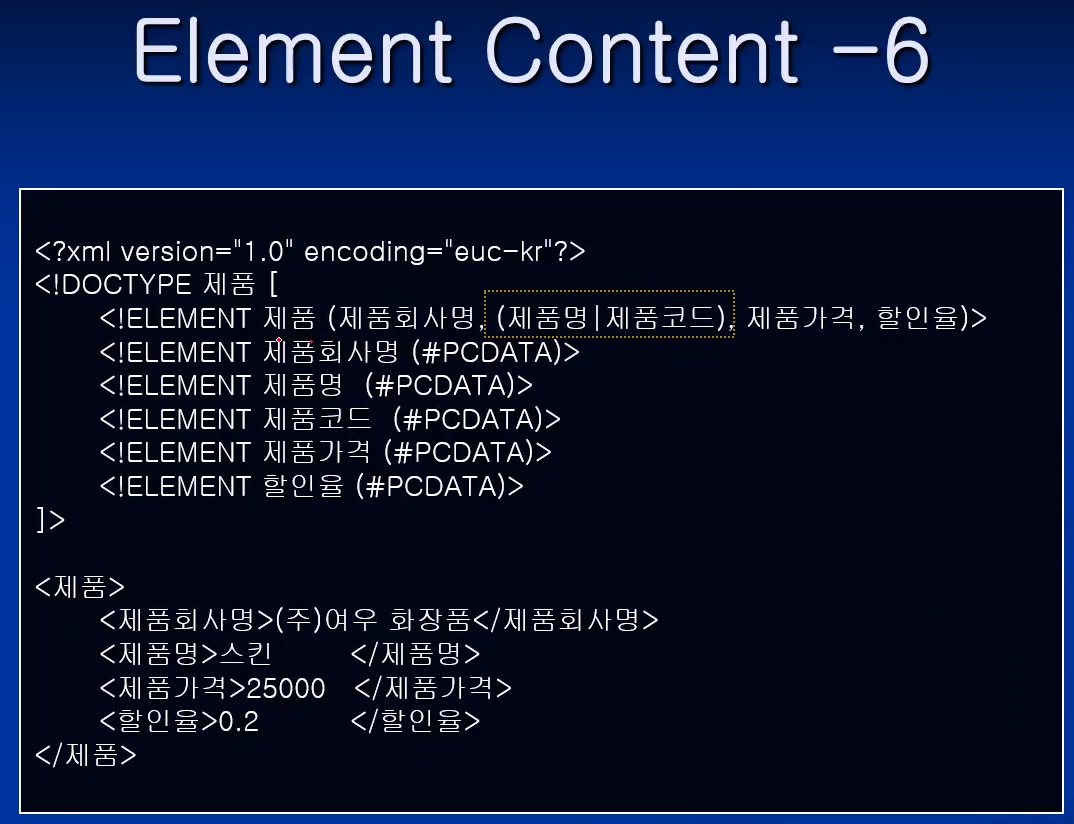 Element Content -6
<?xml version="1.0" encoding="euc-kr"?>
<!DOCTYPE 제품 [
<!ELEMENT 제품 (제품회사명, (제품명|제품코드), 제품가격, 할인율)>
<!ELEMENT 제품회사명 (#PCDATA)>
<!ELEMENT 제품명  (#PCDATA)>
<!ELEMENT 제품코드  (#PCDATA)>
<!ELEMENT 제품가격 (#PCDATA)>
<!ELEMENT 할인율 (#PCDATA)>
]>
<제품>
<제품회사명>(주)여우 화장품</제품회사명>
<제품명>스킨      </제품명>
<제품가격>25000   </제품가격>
<할인율>0.2       </할인율>
</제품>